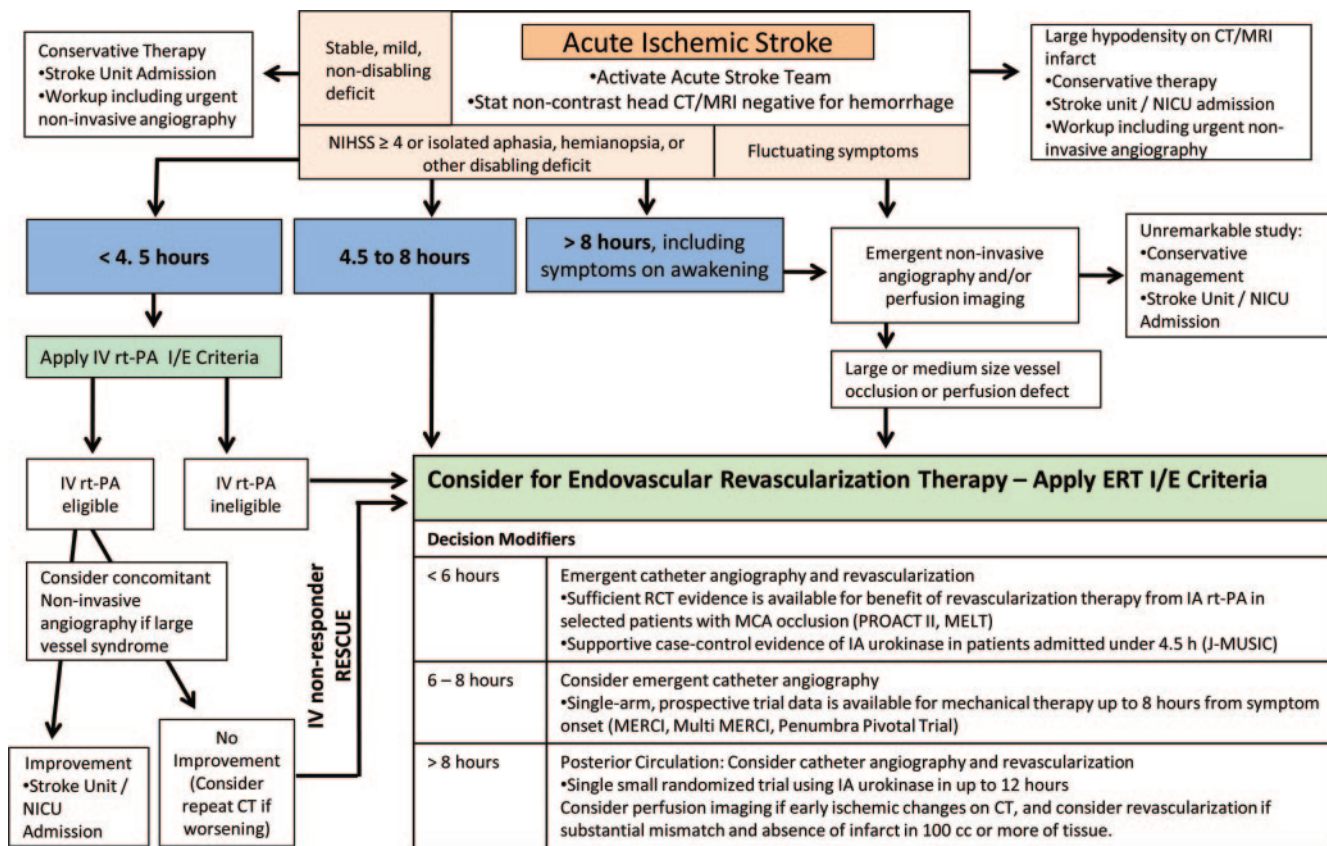 Conservative Therapy
•Stroke Unit Admission
•Workup including urgent
non-invasive angiography
Stable, mild,
non-disabling
deficit
Acute Ischemic Stroke
•Activate Acute Stroke Team
•Stat non-contrast head CT/MRI negative for hemorrhage
Large hypodensity on CT/MRI
infarct
•Conservative therapy
•Stroke unit / NICU admission
•Workup including urgent non-
invasive angiography
NIHSS ≥ 4 or isolated aphasia, hemianopsia, or
other disabling deficit
Fluctuating symptoms
< 4. 5 hours
4.5 to 8 hours
> 8 hours, including
symptoms on awakening
Emergent non-invasive
angiography and/or
perfusion imaging
Unremarkable study:
•Conservative
management
•Stroke Unit / NICU
Admission
Apply IV rt-PA I/E Criteria
Large or medium size vessel
occlusion or perfusion defect
IV rt-PA
eligible
IV rt-PA
ineligible
Consider concomitant
Non-invasive
angiography if large
vessel syndrome
IV non-responder
RESCUE
Improvement
•Stroke Unit /
NICU
Admission
No
Improvement
(Consider
repeat CT if
worsening)
Consider for Endovascular Revascularization Therapy – Apply ERT I/E Criteria
Decision Modifiers
< 6 hours
Emergent catheter angiography and revascularization
•Sufficient RCT evidence is available for benefit of revascularization therapy from IA rt-PA in
selected patients with MCA occlusion (PROACT II, MELT)
•Supportive case-control evidence of IA urokinase in patients admitted under 4.5 h (J-MUSIC)
6 – 8 hours
Consider emergent catheter angiography
•Single-arm, prospective trial data is available for mechanical therapy up to 8 hours from symptom
onset (MERCI, Multi MERCI, Penumbra Pivotal Trial)
> 8 hours
Posterior Circulation: Consider catheter angiography and revascularization
•Single small randomized trial using IA urokinase in up to 12 hours
Consider perfusion imaging if early ischemic changes on CT, and consider revascularization if
substantial mismatch and absence of infarct in 100 cc or more of tissue.